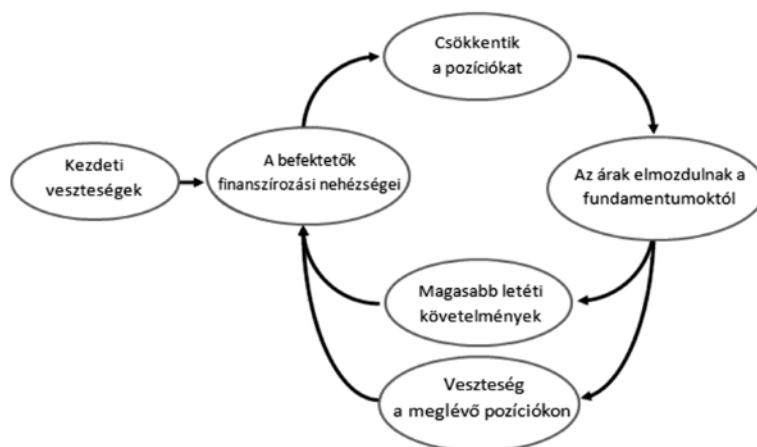 Csökkentik
a pozíciókat
Kezdeti
veszteségek
A befektetők
finanszírozási nehézségei
Az árak elmozdulnak a
fundamentumoktól
Magasabb letéti
követelmények
Veszteség
a meglévő pozíciókon